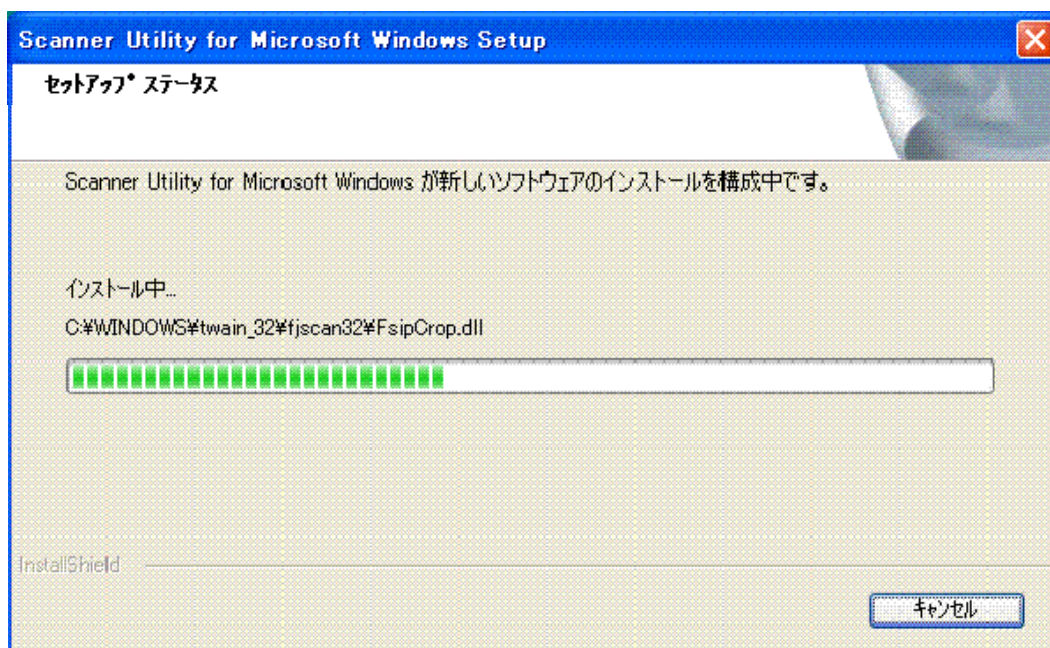 Scanner Utility for Microsoft Windows Setup
セットアップ ステータス
Scanner Utility for Microsoft Windows が新しいソフトウェアのインストールを構成中です。
インストール中...
C:¥WINDOWS¥twain_32¥fjscan32¥FsipCrop.dll
InstallShield
キャンセル